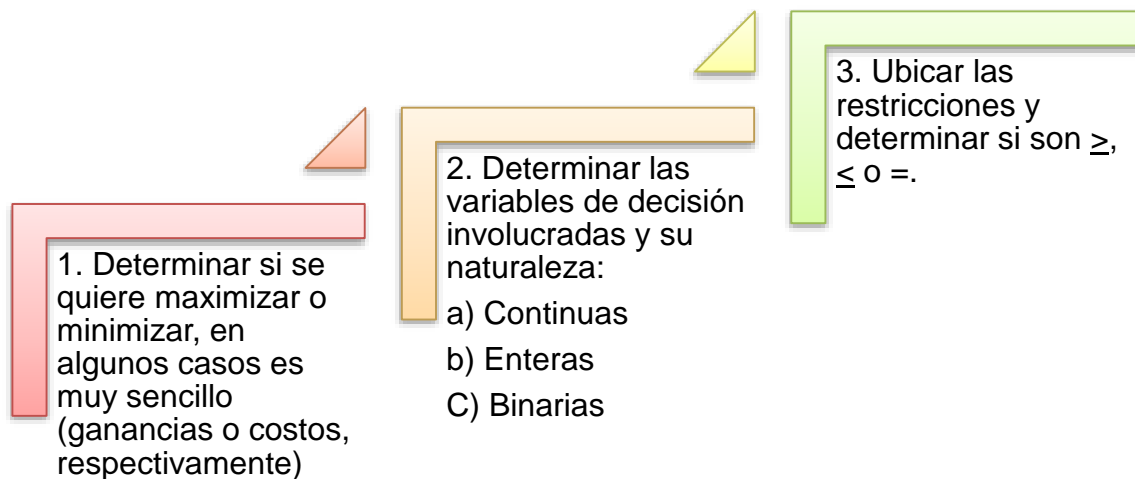 1. Determinar si se
quiere maximizar o
minimizar, en
algunos casos es
muy sencillo
(ganancias o costos,
respectivamente)
2. Determinar las
variables de decisión
involucradas y su
naturaleza:
a) Continuas
b) Enteras
C) Binarias
3. Ubicar las
restricciones y
determinar si son ≥,
≤ o =.